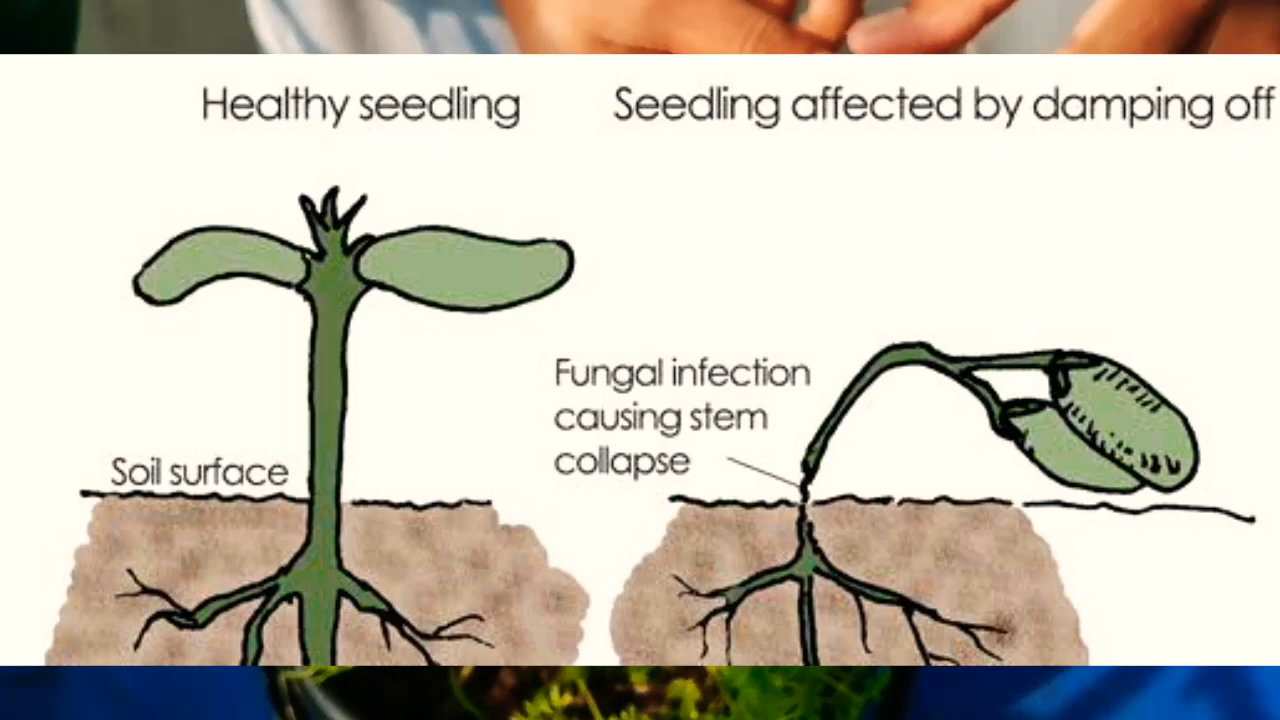 Healthy seedling
Seedling affected by damping off
Fungal infection
causing stem
collapse
Soil surface